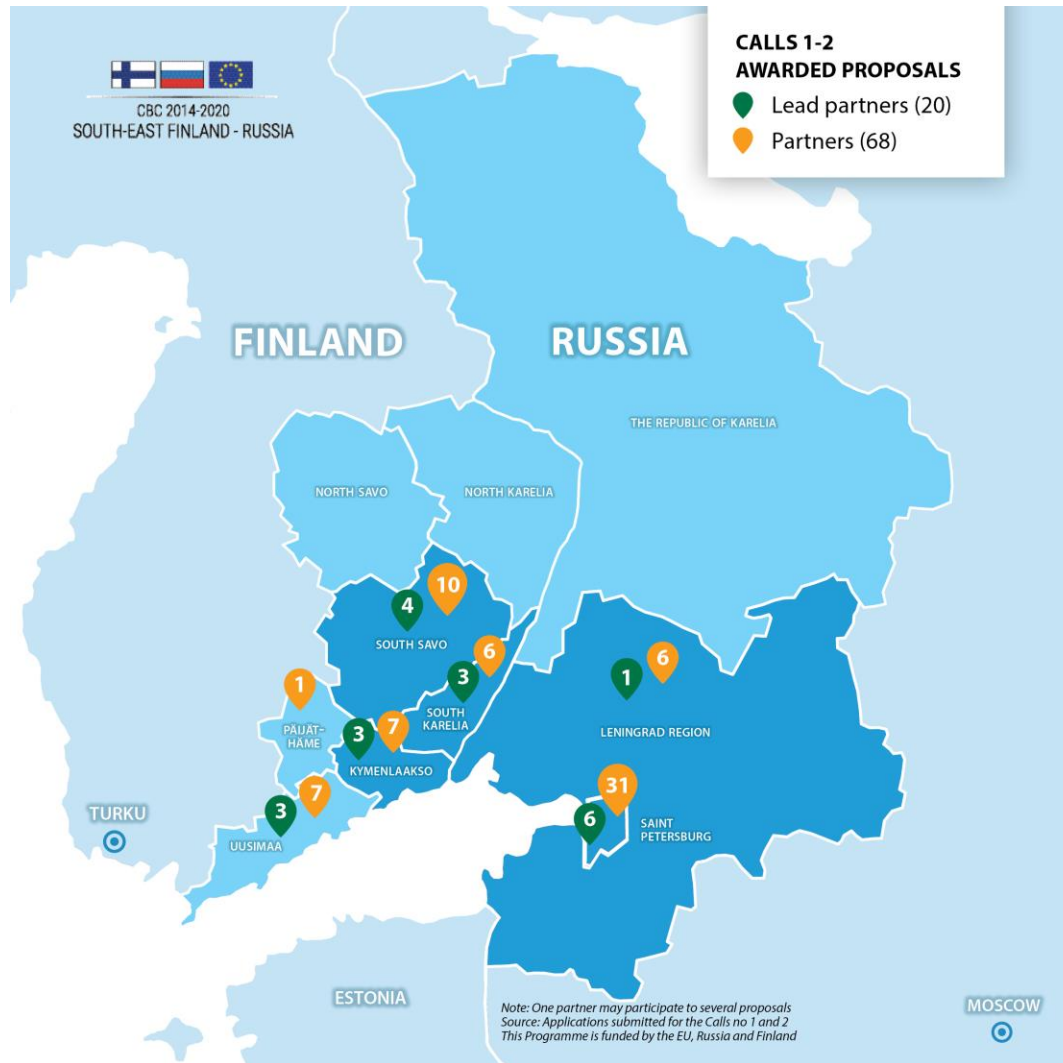 CBC 2014-2020
SOUTH-EAST FINLAND - RUSSIA
CALLS 1-2
AWARDED PROPOSALS
Lead partners (20)
Partners (68)
FINLAND
RUSSIA
THE REPUBLIC OF KARELIA
NORTH SAVO
NORTH KARELIA
10
4
SOUTH SAVO
6
3
SOUTH
KARELIA
1
6
LENINGRAD REGION
1
PÄIJÄT-
HÄME
3
7
KYMENLAAKSO
3
7
UUSIMAA
31
6
SAINT
PETERSBURG
TURKU
ESTONIA
MOSCOW
Note: One partner may participate to several proposals
Source: Applications submitted for the Calls no 1 and 2
This Programme is funded by the EU, Russia and Finland